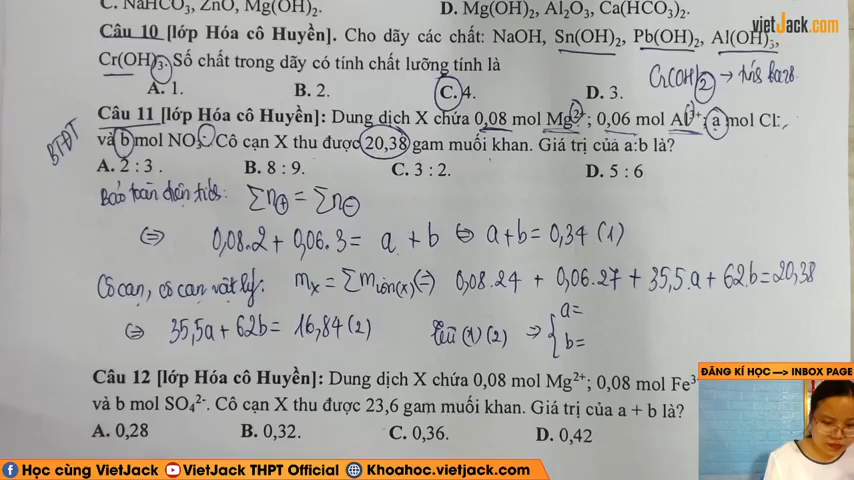 C. NaHCO₃, ZnO, Mg(OH)₂.
D. Mg(OH)₂, Al₂O₃, Ca(HCO₃)₂.
vietJack.com
Câu 10 [lớp Hóa cô Huyền]. Cho dãy các chất: NaOH, Sn(OH)₂, Pb(OH)₂, Al(OH)₃,
Cr(OH)₃. Số chất trong dãy có tính chất lưỡng tính là
Cr(OH)₂ → tính bazơ
A. 1. B. 2. C. 4. D. 3.
Câu 11 [lớp Hóa cô Huyền]: Dung dịch X chứa 0,08 mol Mg²⁺; 0,06 mol Al³⁺; a mol Cl⁻;
BTĐT
và b mol NO₃⁻. Cô cạn X thu được 20,38 gam muối khan. Giá trị của a:b là?
A. 2 : 3 . B. 8 : 9. C. 3 : 2. D. 5 : 6
Bảo toàn điện tích: ∑n⊕ = ∑n⊖
⇔ 0,08.2 + 0,06.3 = a + b ⇔ a+b = 0,34 (1)
Cô cạn, cô cạn vật lý: mx = ∑mion(x) ⇔ 0,08.24 + 0,06.27 + 35,5.a + 62.b = 20,38
⇔ 35,5a + 62b = 16,84 (2) Từ (1) (2) ⇒ { a=
b=
Câu 12 [lớp Hóa cô Huyền]: Dung dịch X chứa 0,08 mol Mg²⁺; 0,08 mol Fe³
và b mol SO₄²⁻. Cô cạn X thu được 23,6 gam muối khan. Giá trị của a + b là?
A. 0,28 B. 0,32. C. 0,36. D. 0,42
ĐĂNG KÍ HỌC —> INBOX PAGE
Học cùng VietJack VietJack THPT Official Khoahoc.vietjack.com